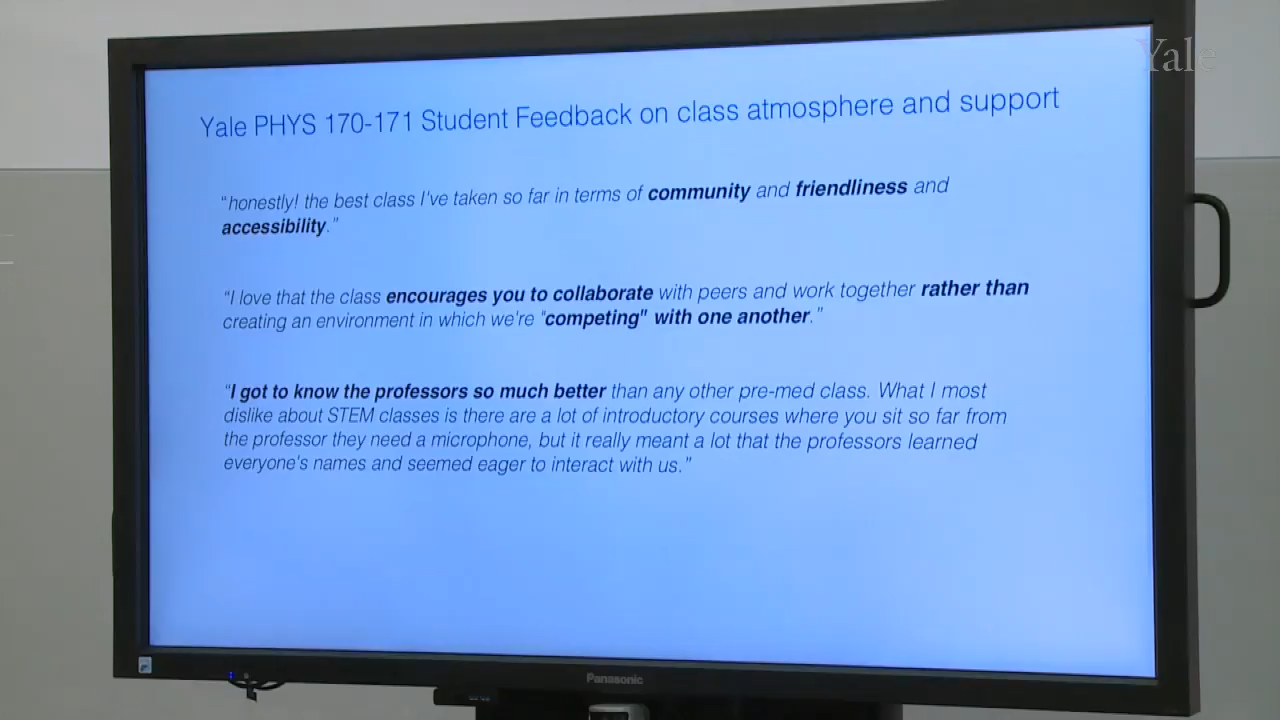 Yale
Yale PHYS 170-171 Student Feedback on class atmosphere and support
"honestly! the best class I've taken so far in terms of community and friendliness and
accessibility."
"I love that the class encourages you to collaborate with peers and work together rather than
creating an environment in which we're "competing" with one another."
"I got to know the professors so much better than any other pre-med class. What I most
dislike about STEM classes is there are a lot of introductory courses where you sit so far from
the professor they need a microphone, but it really meant a lot that the professors learned
everyone's names and seemed eager to interact with us."
Panasonic